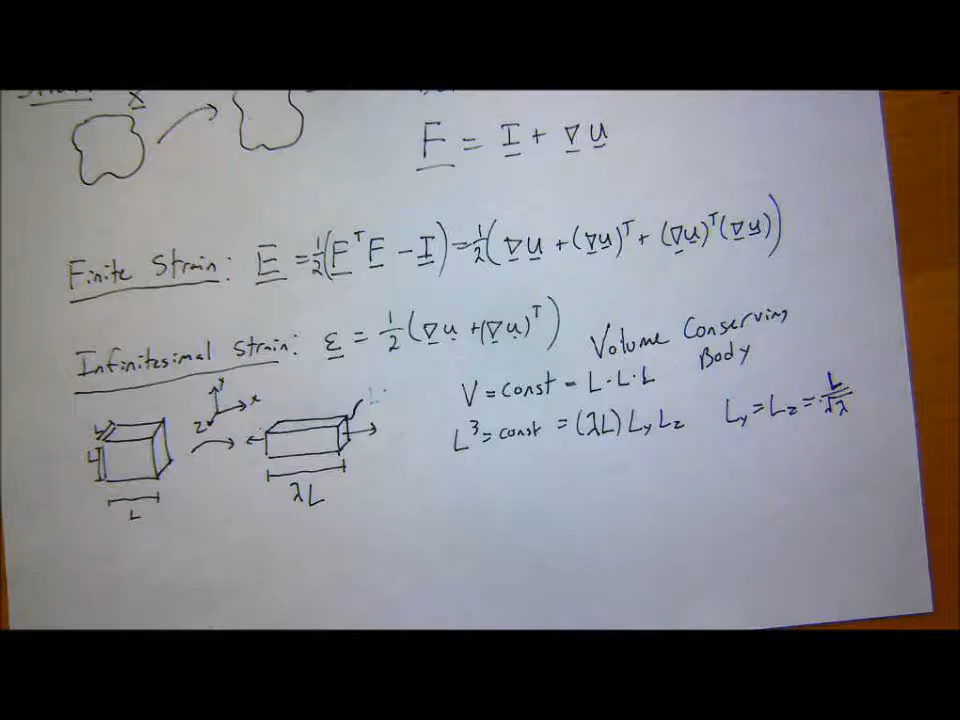 X
F = I + ∇u
Finite Strain: E = 1/2(FᵀF − I) = 1/2(∇u + (∇u)ᵀ + (∇u)ᵀ(∇u))
Infinitesimal Strain: ε = 1/2(∇u + (∇u)ᵀ)
Volume Conserving
Body
V = const = L·L·L
L³ = const = (λL) Ly Lz
Ly = Lz = L/√λ
y
x
z
L
L
L
λL
L